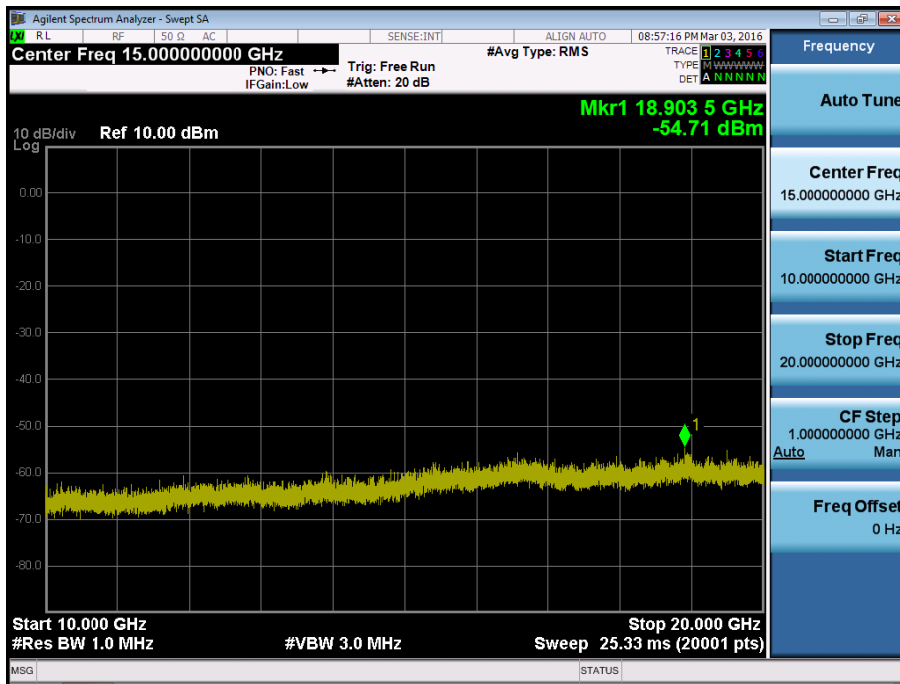 Agilent Spectrum Analyzer - Swept SA
LXI RL RF 50 Ω AC SENSE:INT ALIGN AUTO 08:57:16 PM Mar 03, 2016
Center Freq 15.000000000 GHz
PNO: Fast
IFGain:Low
Trig: Free Run
#Atten: 20 dB
#Avg Type: RMS
TRACE 1 2 3 4 5 6
TYPE M WWWWW
DET A N N N N N
Mkr1 18.903 5 GHz
-54.71 dBm
10 dB/div Ref 10.00 dBm
Log
0.00
-10.0
-20.0
-30.0
-40.0
-50.0
-60.0
-70.0
-80.0
1
Start 10.000 GHz Stop 20.000 GHz
#Res BW 1.0 MHz #VBW 3.0 MHz Sweep 25.33 ms (20001 pts)
MSG STATUS
Frequency
Auto Tune
Center Freq
15.000000000 GHz
Start Freq
10.000000000 GHz
Stop Freq
20.000000000 GHz
CF Step
1.000000000 GHz
Auto Man
Freq Offset
0 Hz